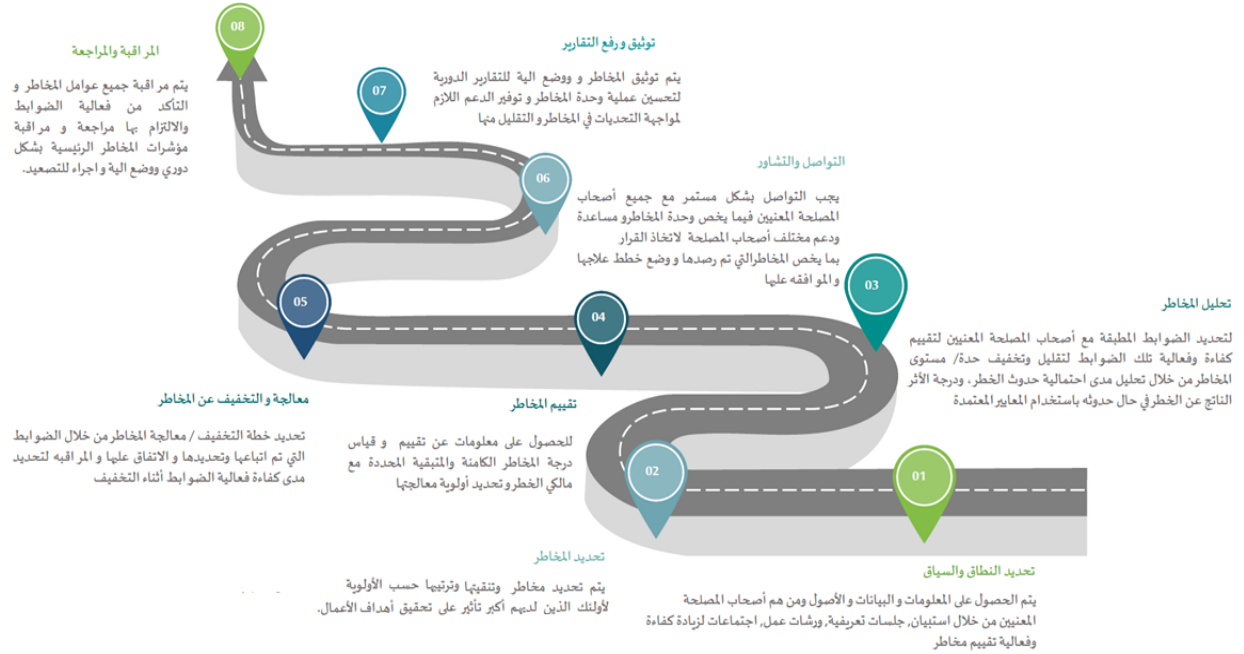 01
تحديد النطاق والسياق
يتم الحصول على المعلومات و البيانات و الأصول ومن هم أصحاب المصلحة
المعنيين من خلال استبيان, جلسات تعريفية, ورشات عمل, اجتماعات لزيادة كفاءة
وفعالية تقييم مخاطر
02
تحديد المخاطر
يتم تحديد مخاطر وتنقيتها وترتيبها حسب الأولوية
لأولئك الذين لديهم أكبر تأثير على تحقيق أهداف الأعمال.
03
تحليل المخاطر
لتحديد الضوابط المطبقة مع أصحاب المصلحة المعنيين لتقييم
كفاءة وفعالية تلك الضوابط لتقليل وتخفيف حدة/ مستوى
المخاطر من خلال تحليل مدى احتمالية حدوث الخطر، ودرجة الأثر
الناتج عن الخطر في حال حدوثه باستخدام المعايير المعتمدة
04
تقييم المخاطر
للحصول على معلومات عن تقييم و قياس
درجة المخاطر الكامنة والمتبقية المحددة مع
مالكي الخطر و تحديد أولوية معالجتها
05
معالجة و التخفيف عن المخاطر
تحديد خطة التخفيف / معالجة المخاطر من خلال الضوابط
التي تم اتباعها وتحديدها و الاتفاق عليها و المراقبه لتحديد
مدى كفاءة فعالية الضوابط أثناء التخفيف
06
التواصل والتشاور
يجب التواصل بشكل مستمر مع جميع أصحاب
المصلحة المعنيين فيما يخص وحدة المخاطر و مساعدة
ودعم مختلف أصحاب المصلحة لاتخاذ القرار
بما يخص المخاطرالتي تم رصدها و وضع خطط علاجها
و الموافقه عليها
07
توثيق و رفع التقارير
يتم توثيق المخاطر و ووضع الية للتقارير الدورية
لتحسين عملية وحدة المخاطر و توفير الدعم اللازم
لمواجهة التحديات في المخاطر و التقليل منها
08
المراقبة والمراجعة
يتم مراقبة جميع عوامل المخاطر و
التأكد من فعالية الضوابط
والالتزام بها مراجعة و مراقبة
مؤشرات المخاطر الرئيسية بشكل
دوري ووضع الية و اجراء للتصعيد.